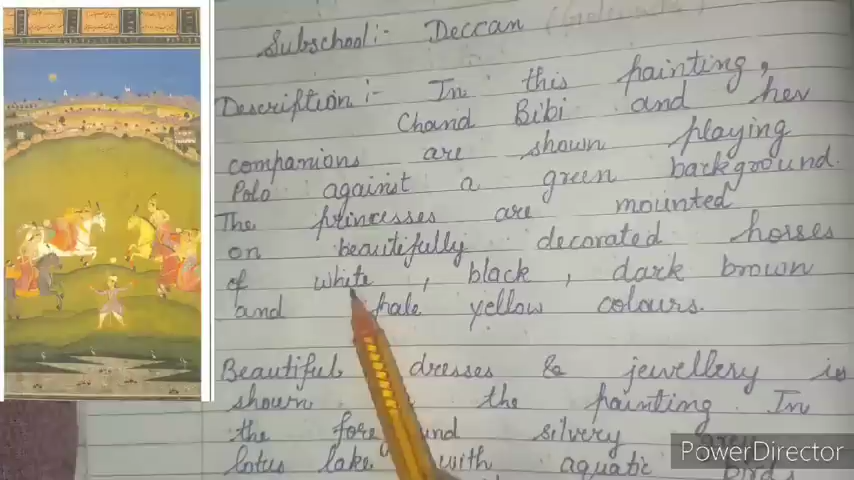 Subschool:- Deccan
Description:- In this painting,
Chand Bibi and her
companions are shown playing
Polo against a green background.
The princesses are mounted
on beautifully decorated horses
of white, black, dark brown
and pale yellow colours.
Beautiful dresses & jewellery is
shown the painting. In
the silvery grey
lotus lake with aquatic birds
PowerDirector